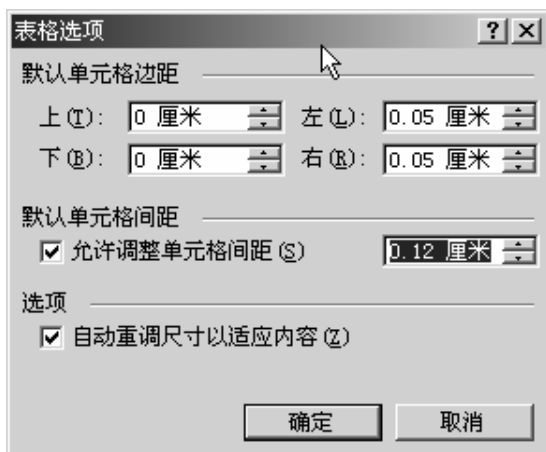 表格选项
默认单元格边距
上(T): 0 厘米 左(L): 0.05 厘米
下(B): 0 厘米 右(R): 0.05 厘米
默认单元格间距
允许调整单元格间距(S) 0.12 厘米
选项
自动重调尺寸以适应内容(Z)
确定 取消